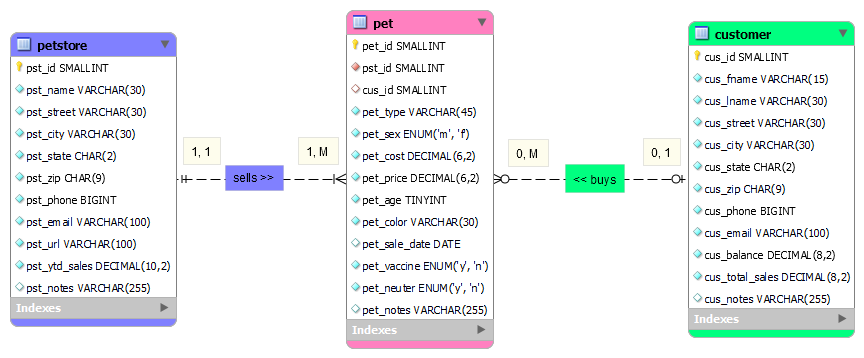 petstore
pst_id SMALLINT
pst_name VARCHAR(30)
pst_street VARCHAR(30)
pst_city VARCHAR(30)
pst_state CHAR(2)
pst_zip CHAR(9)
pst_phone BIGINT
pst_email VARCHAR(100)
pst_url VARCHAR(100)
pst_ytd_sales DECIMAL(10,2)
pst_notes VARCHAR(255)
Indexes
1, 1
sells >>
1, M
pet
pet_id SMALLINT
pst_id SMALLINT
cus_id SMALLINT
pet_type VARCHAR(45)
pet_sex ENUM('m', 'f')
pet_cost DECIMAL(6,2)
pet_price DECIMAL(6,2)
pet_age TINYINT
pet_color VARCHAR(30)
pet_sale_date DATE
pet_vaccine ENUM('y', 'n')
pet_neuter ENUM('y', 'n')
pet_notes VARCHAR(255)
Indexes
0, M
<< buys
0, 1
customer
cus_id SMALLINT
cus_fname VARCHAR(15)
cus_lname VARCHAR(30)
cus_street VARCHAR(30)
cus_city VARCHAR(30)
cus_state CHAR(2)
cus_zip CHAR(9)
cus_phone BIGINT
cus_email VARCHAR(100)
cus_balance DECIMAL(8,2)
cus_total_sales DECIMAL(8,2)
cus_notes VARCHAR(255)
Indexes